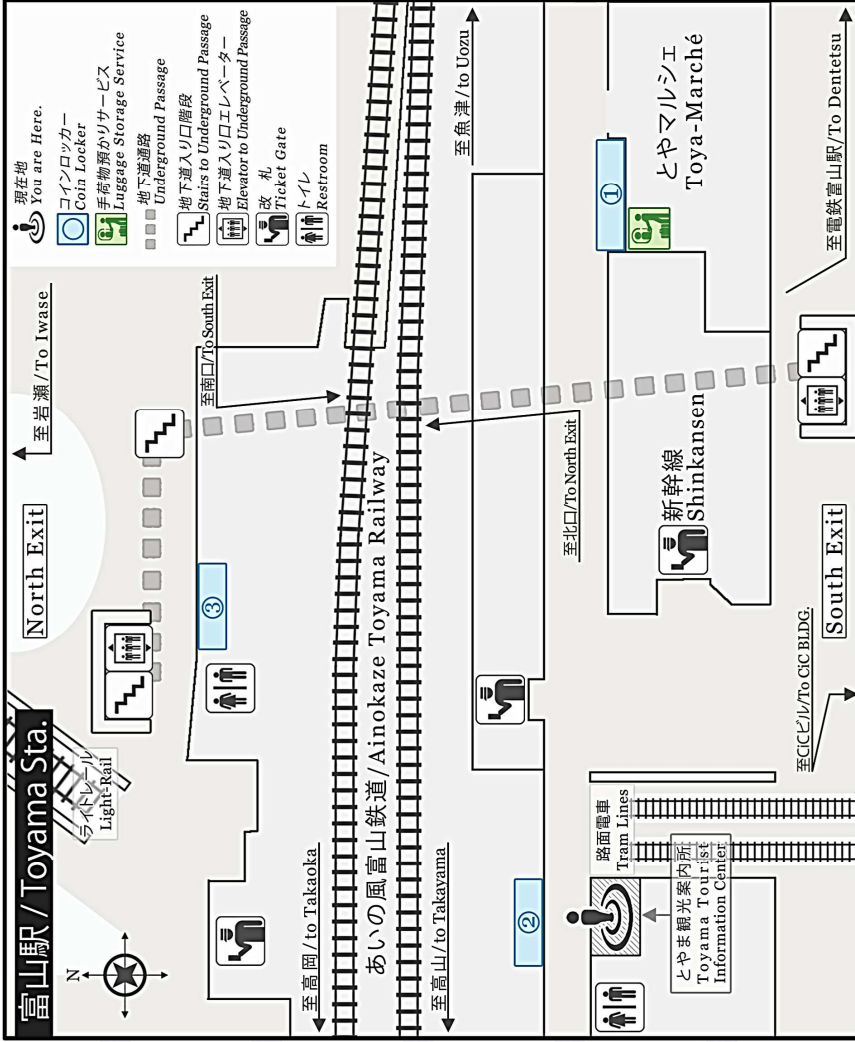 富山駅 / Toyama Sta.
North Exit
至岩瀬/To Iwase
現在地
You are Here.
コインロッカー
Coin Locker
手荷物預かりサービス
Luggage Storage Service
地下道通路
Underground Passage
地下道入り口階段
Stairs to Underground Passage
地下道入り口エレベーター
Elevator to Underground Passage
改 札
Ticket Gate
トイレ
Restroom
ライトレール
Light-Rail
N
③
至南口/To South Exit
至高岡/to Takaoka
あいの風富山鉄道/Ainokaze Toyama Railway
至高山/to Takayama
至魚津/to Uozu
至北口/To North Exit
②
①
とやマルシェ
Toya-Marché
新幹線
Shinkansen
路面電車
Tram Lines
とやま観光案内所
Toyama Tourist
Information Center
至CiCビル/To CiC BLDG.
South Exit
至電鉄富山駅/To Dentetsu